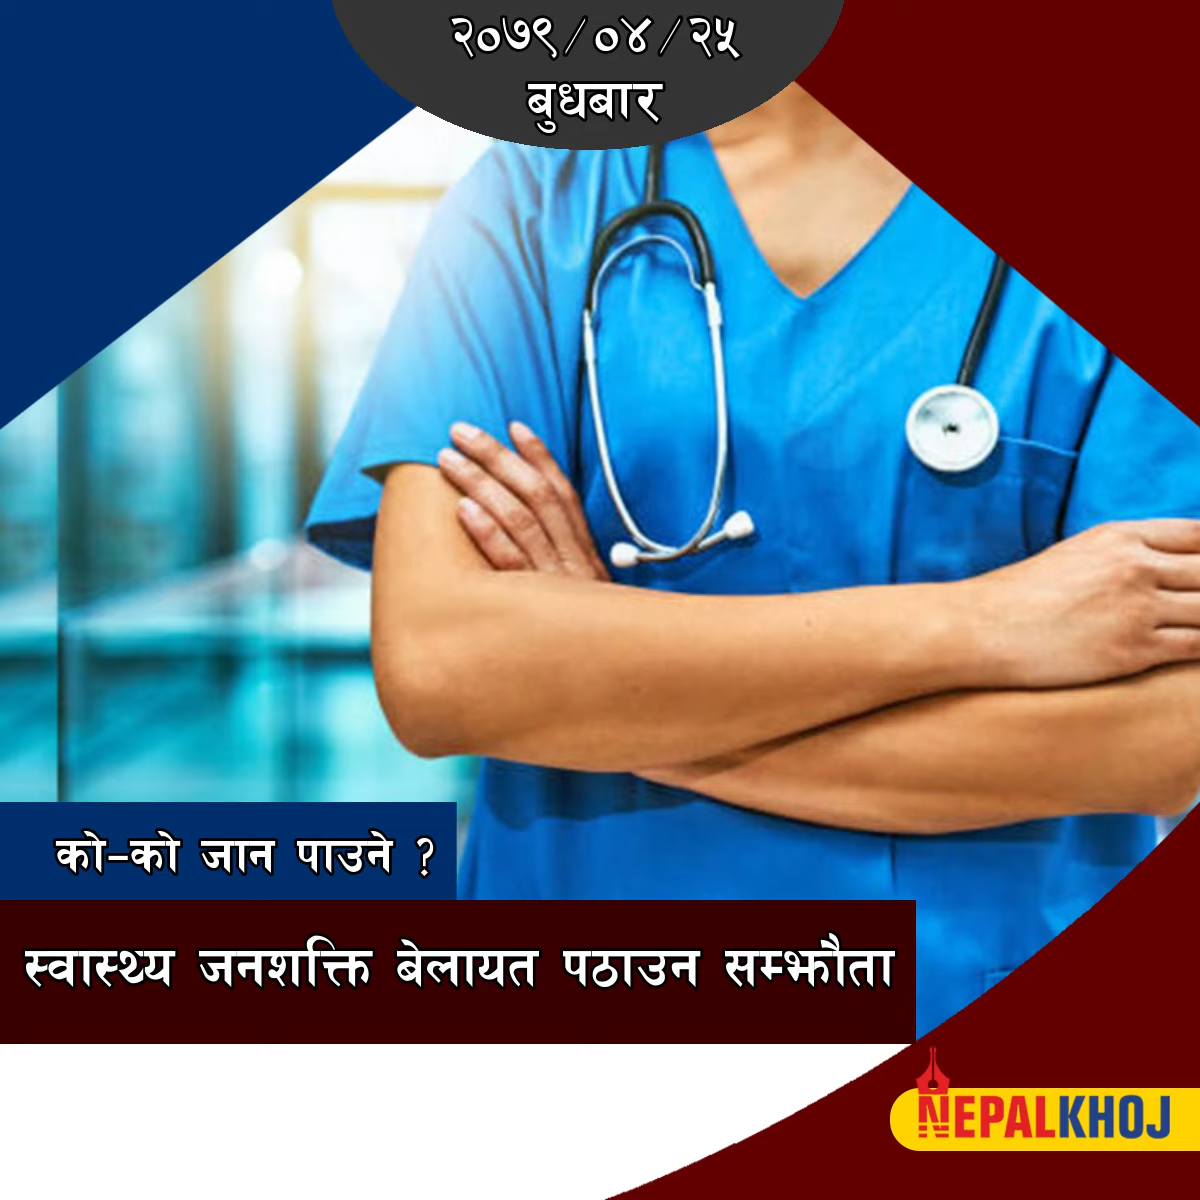 २०७९/०४/२५
बुधबार
को-को जान पाउने ?
स्वास्थ्य जनशक्ति बेलायत पठाउन सम्झौता
NEPALKHOJ